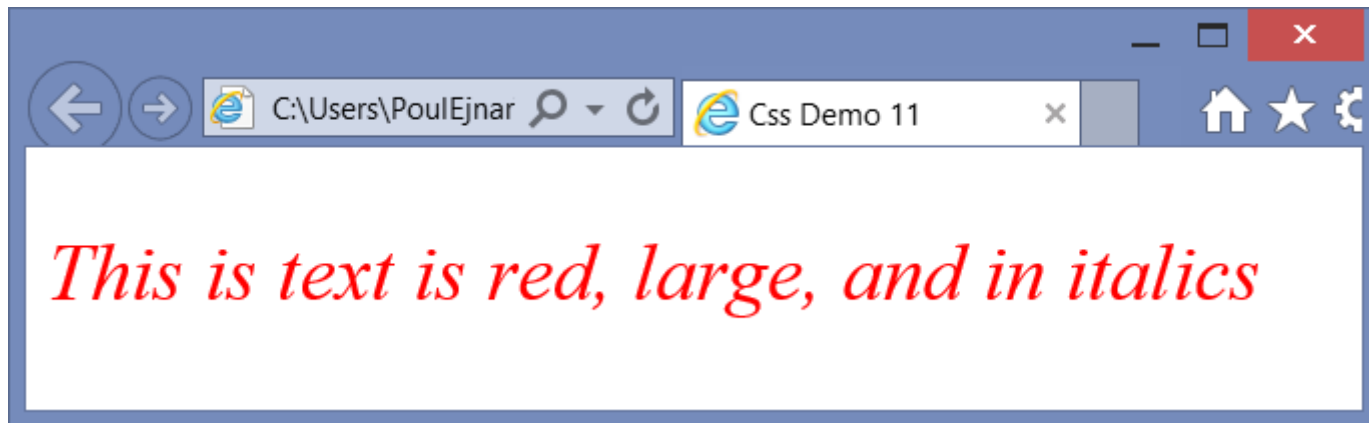 C:\Users\PoulEjnar
Css Demo 11
This is text is red, large, and in italics